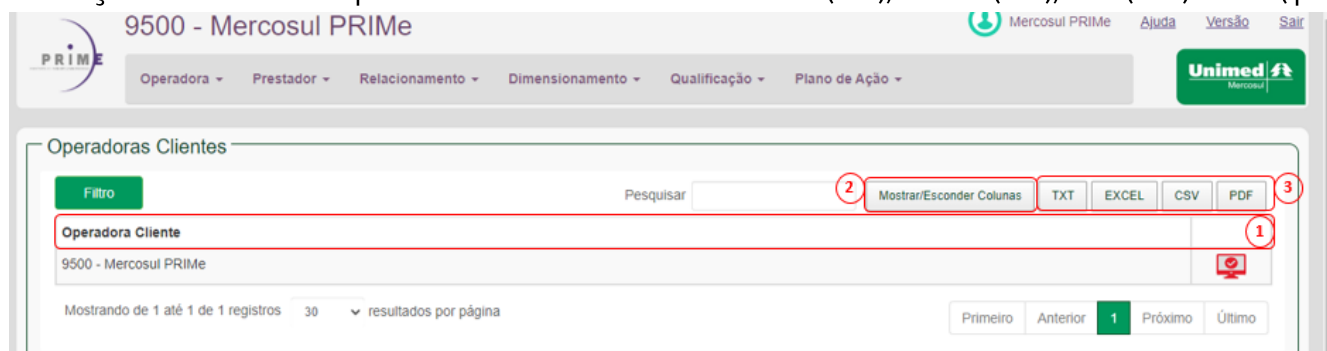 9500 - Mercosul PRIMe
Mercosul PRIMe Ajuda Versão Sair
PRIME
Operadora Prestador Relacionamento Dimensionamento Qualificação Plano de Ação
Unimed
Mercosul
Operadoras Clientes
Filtro Pesquisar 2 Mostrar/Esconder Colunas TXT EXCEL CSV PDF 3
Operadora Cliente 1
9500 - Mercosul PRIMe
Mostrando de 1 até 1 de 1 registros 30 resultados por página Primeiro Anterior 1 Próximo Último